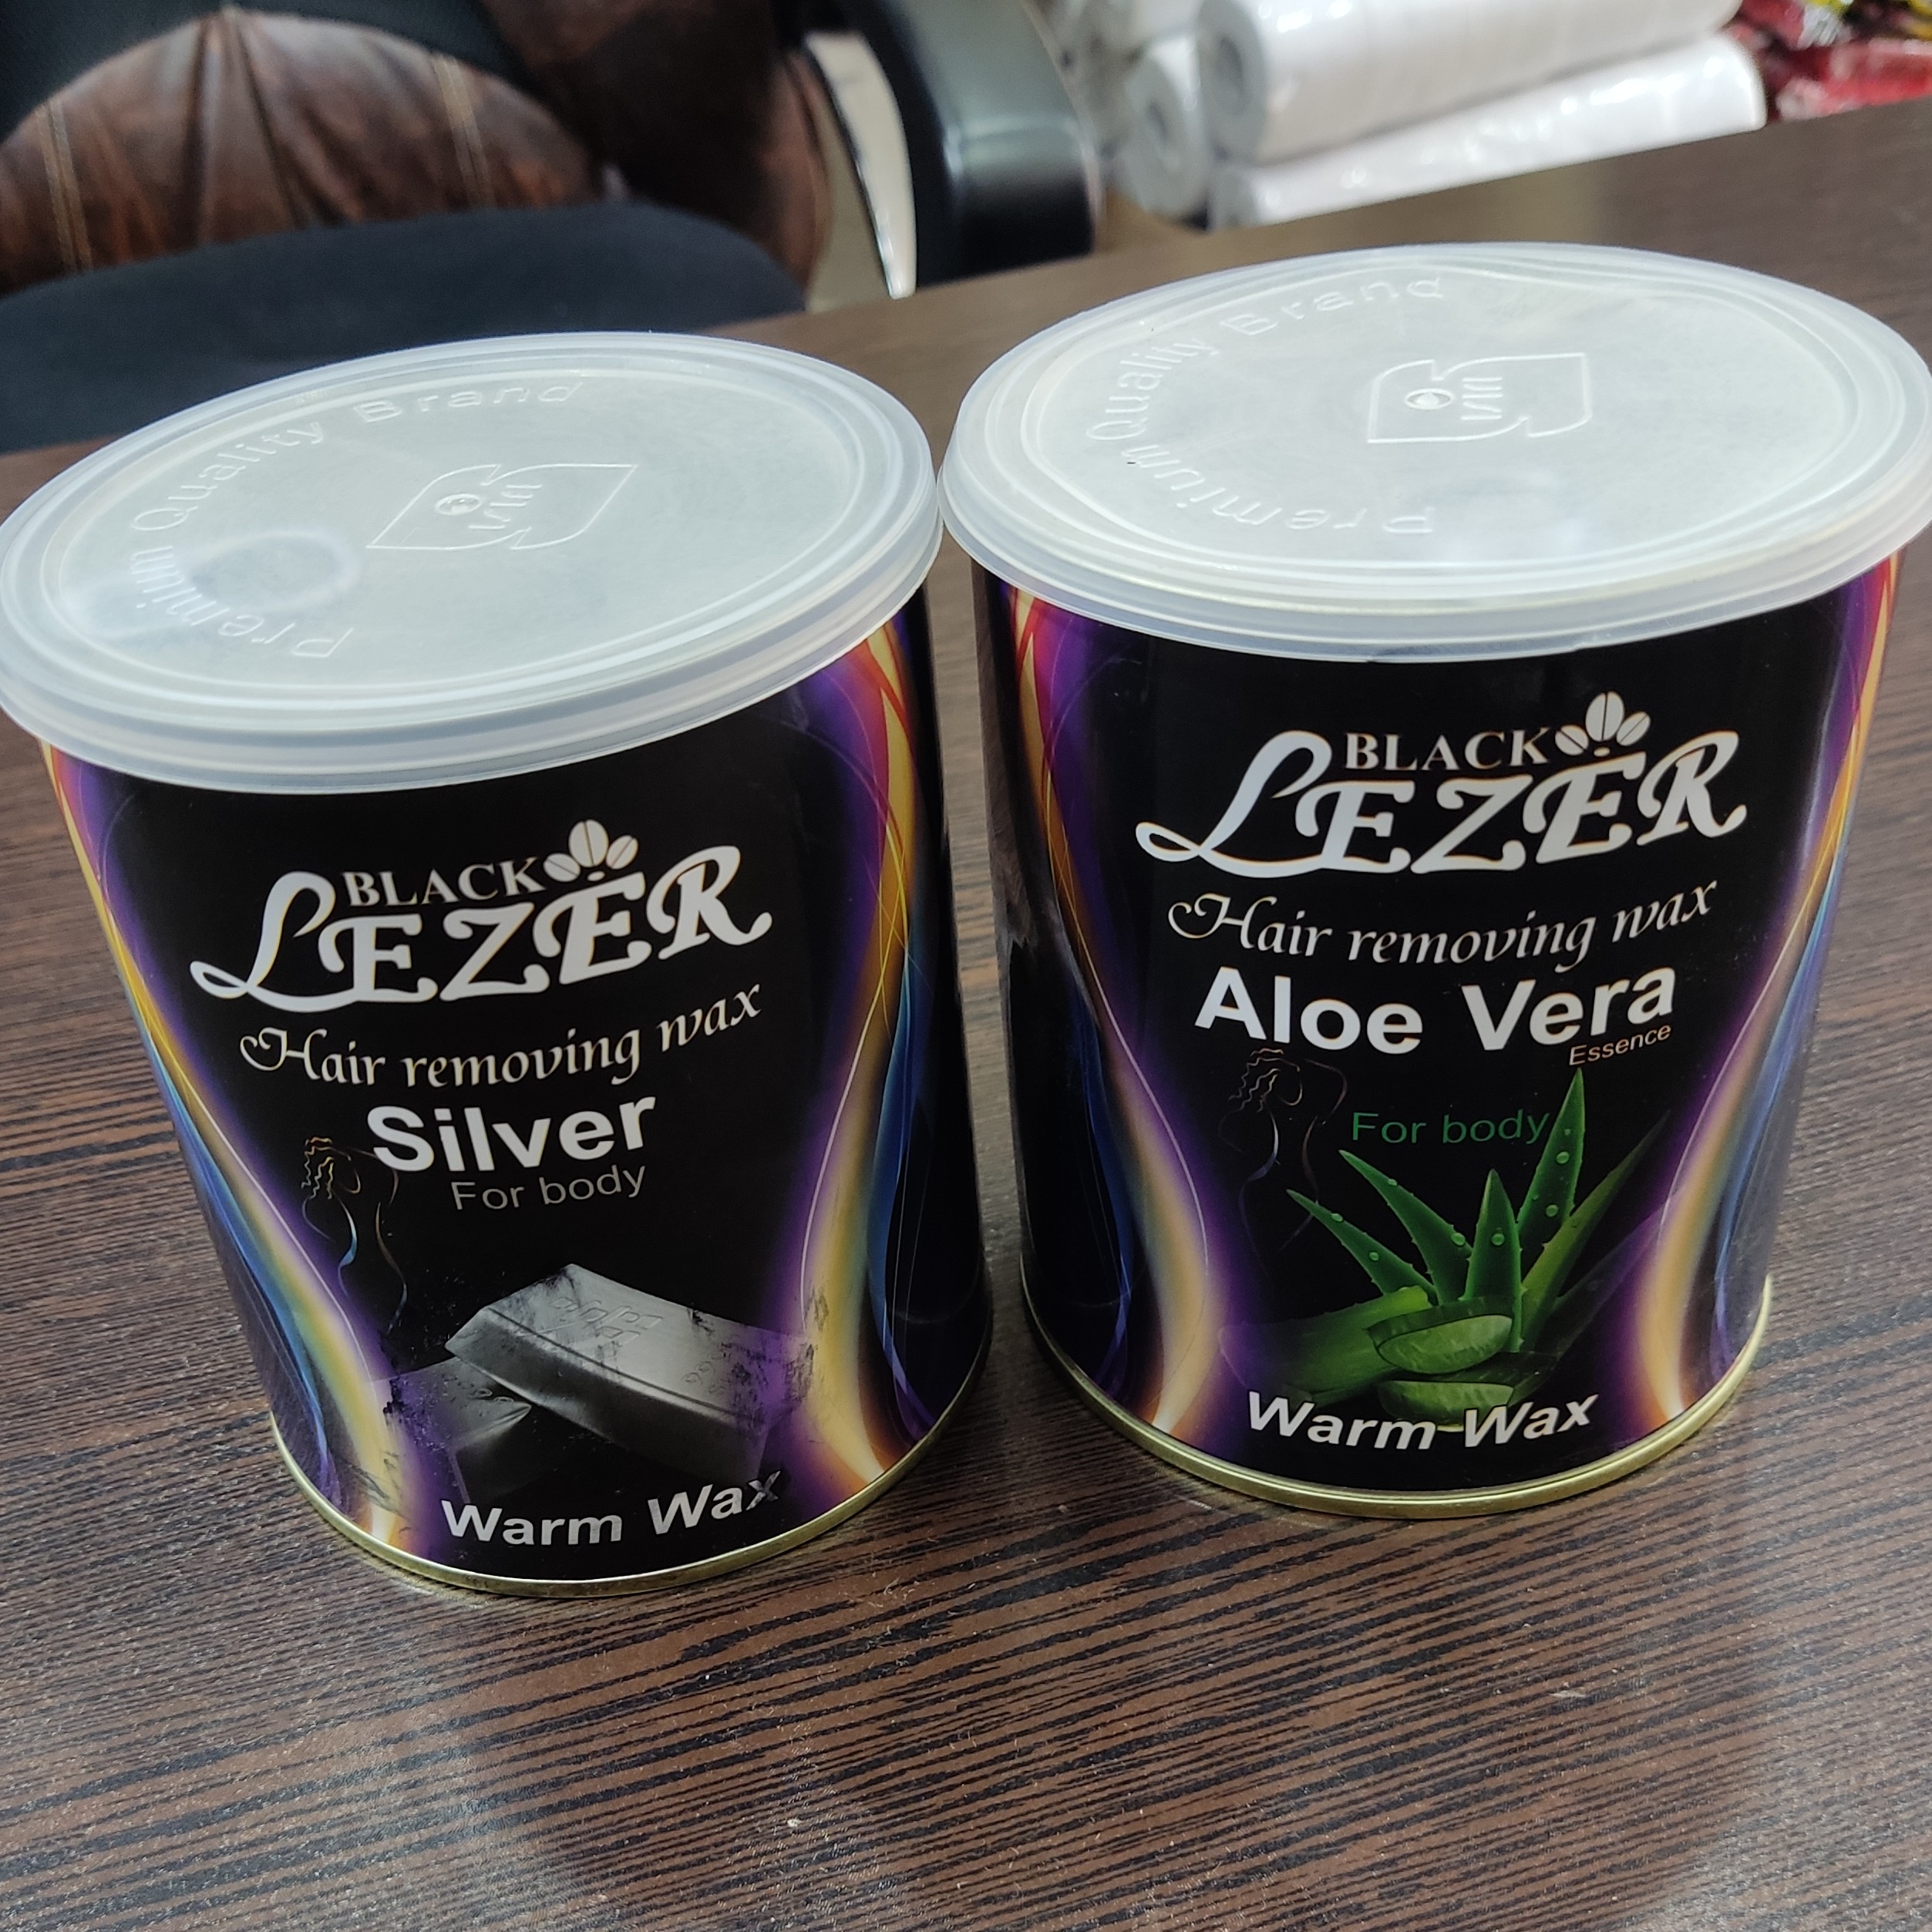 Premium Quality Brand
BLACK
LEZER
Hair removing wax
Silver
For body
Warm Wax
Premium Quality Brand
BLACK
LEZER
Hair removing wax
Aloe Vera
Essence
For body
Warm Wax